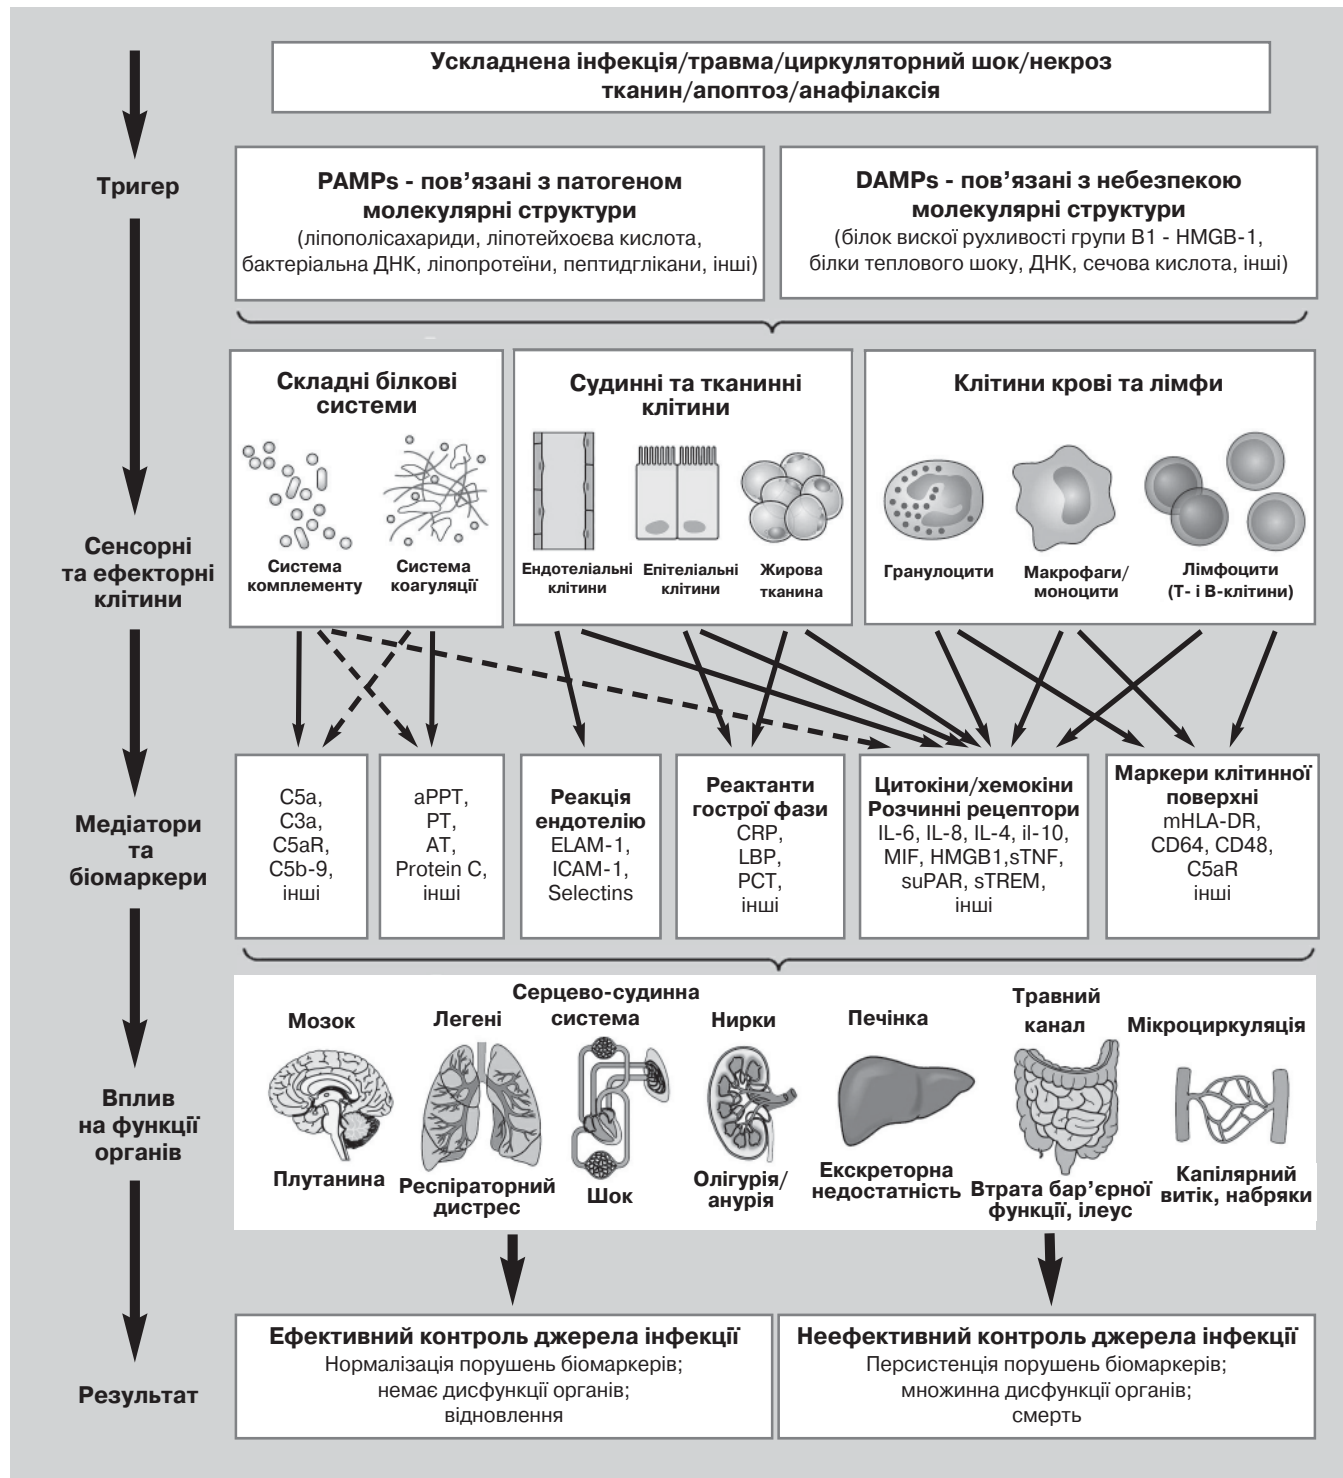 Ускладнена інфекція/травма/циркуляторний шок/некроз
тканин/апоптоз/анафілаксія
Тригер
PAMPs - пов’язані з патогеном
молекулярні структури
(ліпополісахариди, ліпотейхоєва кислота,
бактеріальна ДНК, ліпопротеїни, пептидглікани, інші)
DAMPs - пов’язані з небезпекою
молекулярні структури
(білок вискої рухливості групи В1 - HMGB-1,
білки теплового шоку, ДНК, сечова кислота, інші)
Сенсорні
та ефекторні
клітини
Складні білкові
системи
Система
комплементу
Система
коагуляції
Судинні та тканинні
клітини
Ендотеліальні
клітини
Епітеліальні
клітини
Жирова
тканина
Клітини крові та лімфи
Гранулоцити
Макрофаги/
моноцити
Лімфоцити
(Т- і В-клітини)
Медіатори
та
біомаркери
C5a,
C3a,
C5aR,
C5b-9,
інші
aPPT,
PT,
AT,
Protein C,
інші
Реакція
ендотелію
ELAM-1,
ICAM-1,
Selectins
Реактанти
гострої фази
CRP,
LBP,
PCT,
інші
Цитокіни/хемокіни
Розчинні рецептори
IL-6, IL-8, IL-4, il-10,
MIF, HMGB1,sTNF,
suPAR, sTREM,
інші
Маркери клітинної
поверхні
mHLA-DR,
CD64, CD48,
C5aR
інші
Вплив
на функції
органів
Мозок
Плутанина
Легені
Респіраторний
дистрес
Серцево-судинна
система
Шок
Нирки
Олігурія/
анурія
Печінка
Екскреторна
недостатність
Травний
канал
Втрата бар’єрної
функції, ілеус
Мікроциркуляція
Капілярний
витік, набряки
Результат
Ефективний контроль джерела інфекції
Нормалізація порушень біомаркерів;
немає дисфункції органів;
відновлення
Неефективний контроль джерела інфекції
Персистенція порушень біомаркерів;
множинна дисфункції органів;
смерть